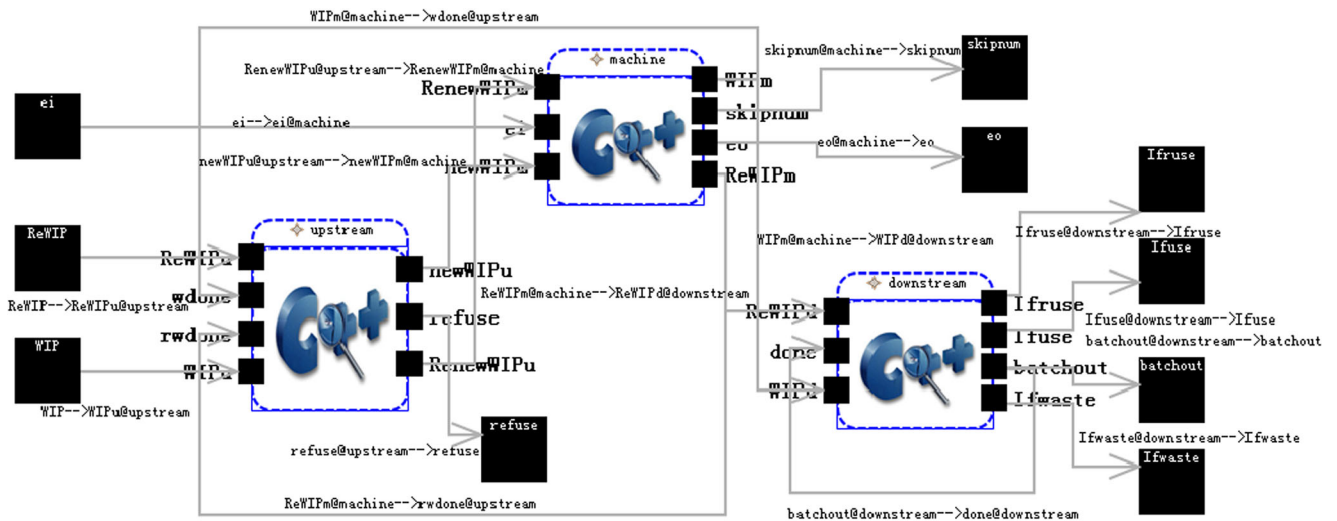 WIPm@machine-->wdone@upstream
skipnum@machine-->skipnum
skipnum
machine
RenewWIPu@upstream-->RenewWIPm@machine
RenewWIPu
WIPm
skipnum
ei
ei-->ei@machine
ei
eo
eo@machine-->eo
eo
newWIPu@upstream-->newWIPm@machine
newWIPu
ReWIPm
Ifruse
upstream
ReWIP
ReWIPu
newWIPu
WIPm@machine-->WIPd@downstream
Ifruse@downstream-->Ifruse
Ifuse
ReWIP-->ReWIPu@upstream
wdone
ReWIPm@machine-->ReWIPd@downstream
downstream
refuse
ReWIPd
Ifruse
Ifuse@downstream-->Ifuse
rwdone
WIP
Ifuse
batchout@downstream-->batchout
done
WIPu
RenewWIPu
batchout
batchout
WIP-->WIPu@upstream
WIPd
Ifwaste
refuse
refuse@upstream-->refuse
Ifwaste@downstream-->Ifwaste
Ifwaste
ReWIPm@machine-->rwdone@upstream
batchout@downstream-->done@downstream